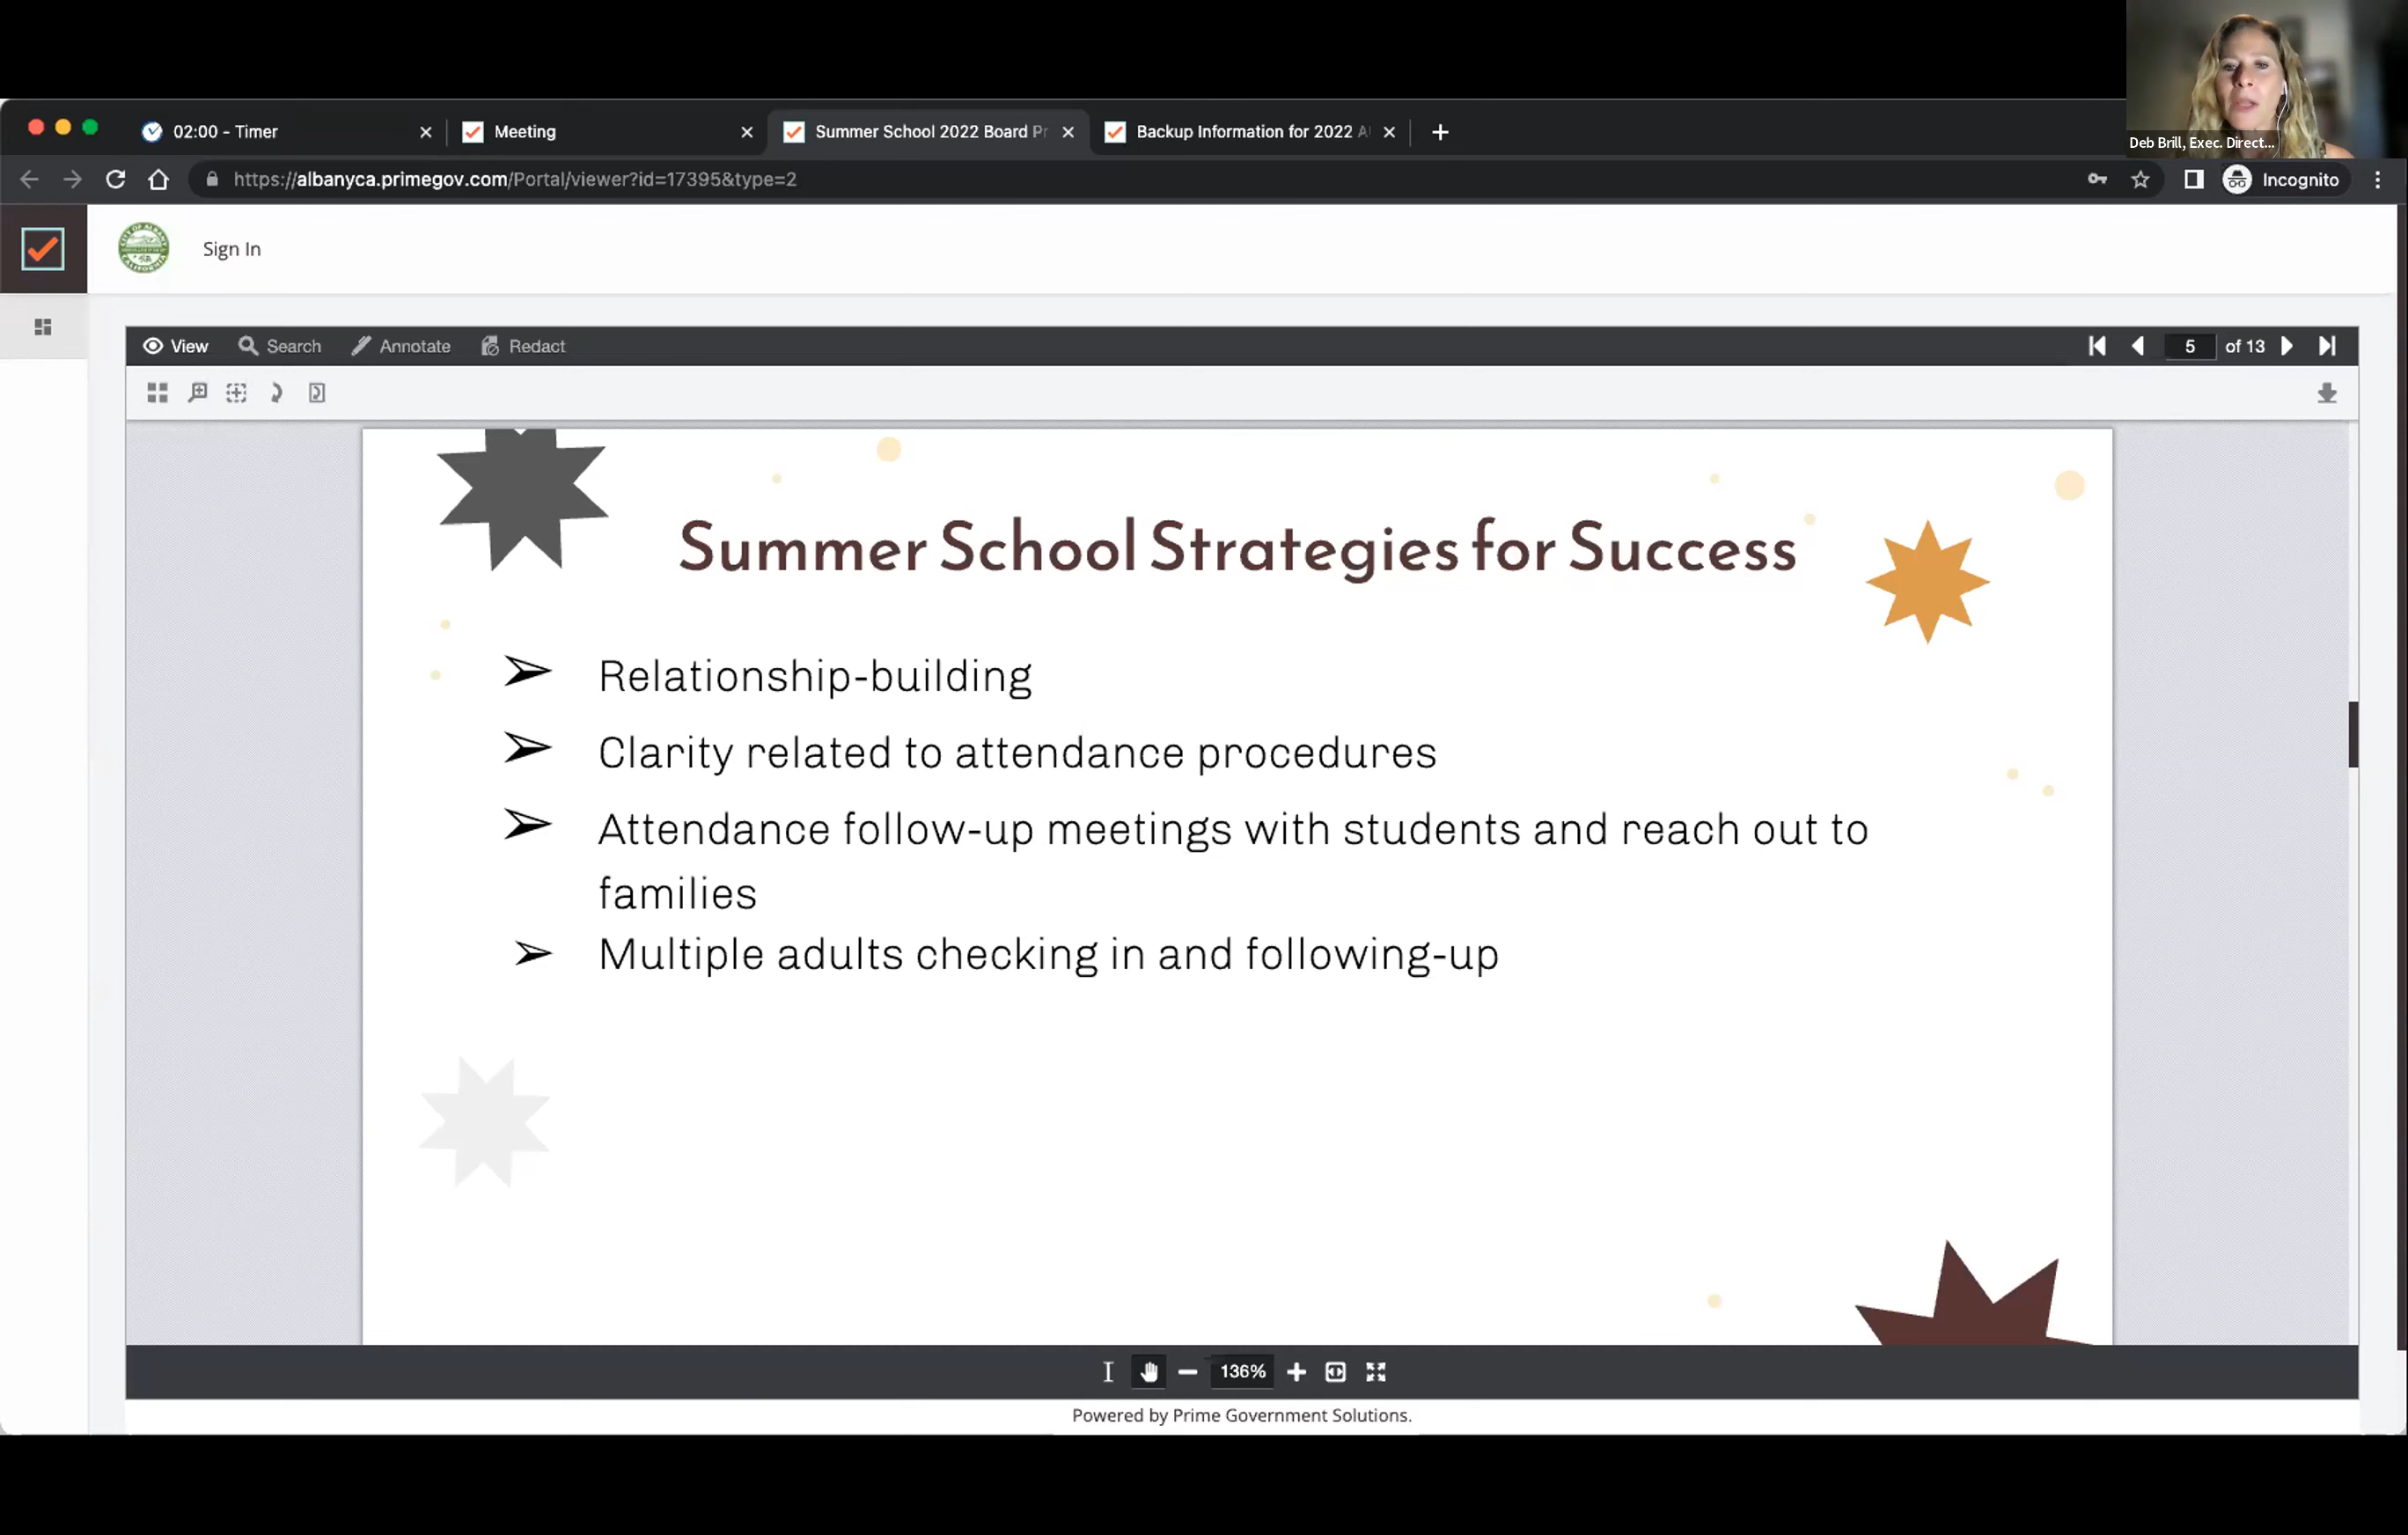 Deb Brill, Exec. Direct...
02:00 - Timer
Meeting
Summer School 2022 Board Pr
Backup Information for 2022 A
https://albanyca.primegov.com/Portal/viewer?id=17395&type=2
Incognito
Sign In
View Search Annotate Redact
5 of 13
Summer School Strategies for Success
➢ Relationship-building
➢ Clarity related to attendance procedures
➢ Attendance follow-up meetings with students and reach out to
families
➢ Multiple adults checking in and following-up
136%
Powered by Prime Government Solutions.